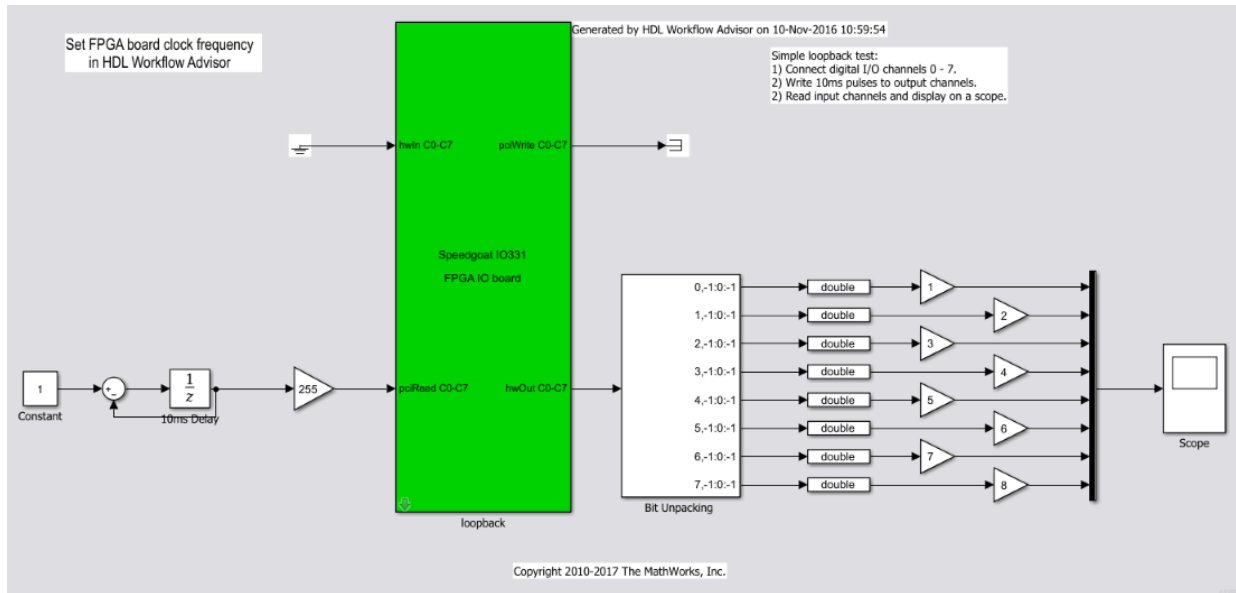 Set FPGA board clock frequency
in HDL Workflow Advisor
Generated by HDL Workflow Advisor on 10-Nov-2016 10:59:54
Simple loopback test:
1) Connect digital I/O channels 0 - 7.
2) Write 10ms pulses to output channels.
2) Read input channels and display on a scope.
hwIn C0-C7
pciWrite C0-C7
Speedgoat IO331
FPGA IO board
pciRead C0-C7
hwOut C0-C7
loopback
1
Constant
+
-
1
z
10ms Delay
255
0,-1:0:-1
1,-1:0:-1
2,-1:0:-1
3,-1:0:-1
4,-1:0:-1
5,-1:0:-1
6,-1:0:-1
7,-1:0:-1
Bit Unpacking
double
1
double
2
double
3
double
4
double
5
double
6
double
7
double
8
Scope
Copyright 2010-2017 The MathWorks, Inc.